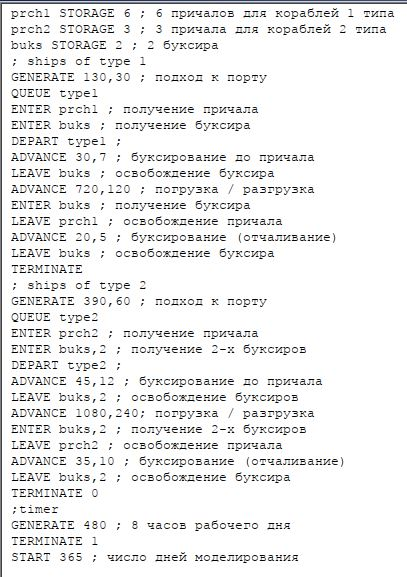 prch1 STORAGE 6 ; 6 причалов для кораблей 1 типа
prch2 STORAGE 3 ; 3 причала для кораблей 2 типа
buks STORAGE 2 ; 2 буксира
; ships of type 1
GENERATE 130,30 ; подход к порту
QUEUE type1
ENTER prch1 ; получение причала
ENTER buks ; получение буксира
DEPART type1 ;
ADVANCE 30,7 ; буксирование до причала
LEAVE buks ; освобождение буксира
ADVANCE 720,120 ; погрузка / разгрузка
ENTER buks ; получение буксира
LEAVE prch1 ; освобождение причала
ADVANCE 20,5 ; буксирование (отчаливание)
LEAVE buks ; освобождение буксира
TERMINATE
; ships of type 2
GENERATE 390,60 ; подход к порту
QUEUE type2
ENTER prch2 ; получение причала
ENTER buks,2 ; получение 2-х буксиров
DEPART type2 ;
ADVANCE 45,12 ; буксирование до причала
LEAVE buks,2 ; освобождение буксиров
ADVANCE 1080,240; погрузка / разгрузка
ENTER buks,2 ; получение 2-х буксиров
LEAVE prch2 ; освобождение причала
ADVANCE 35,10 ; буксирование (отчаливание)
LEAVE buks,2 ; освобождение буксира
TERMINATE 0
;timer
GENERATE 480 ; 8 часов рабочего дня
TERMINATE 1
START 365 ; число дней моделирования